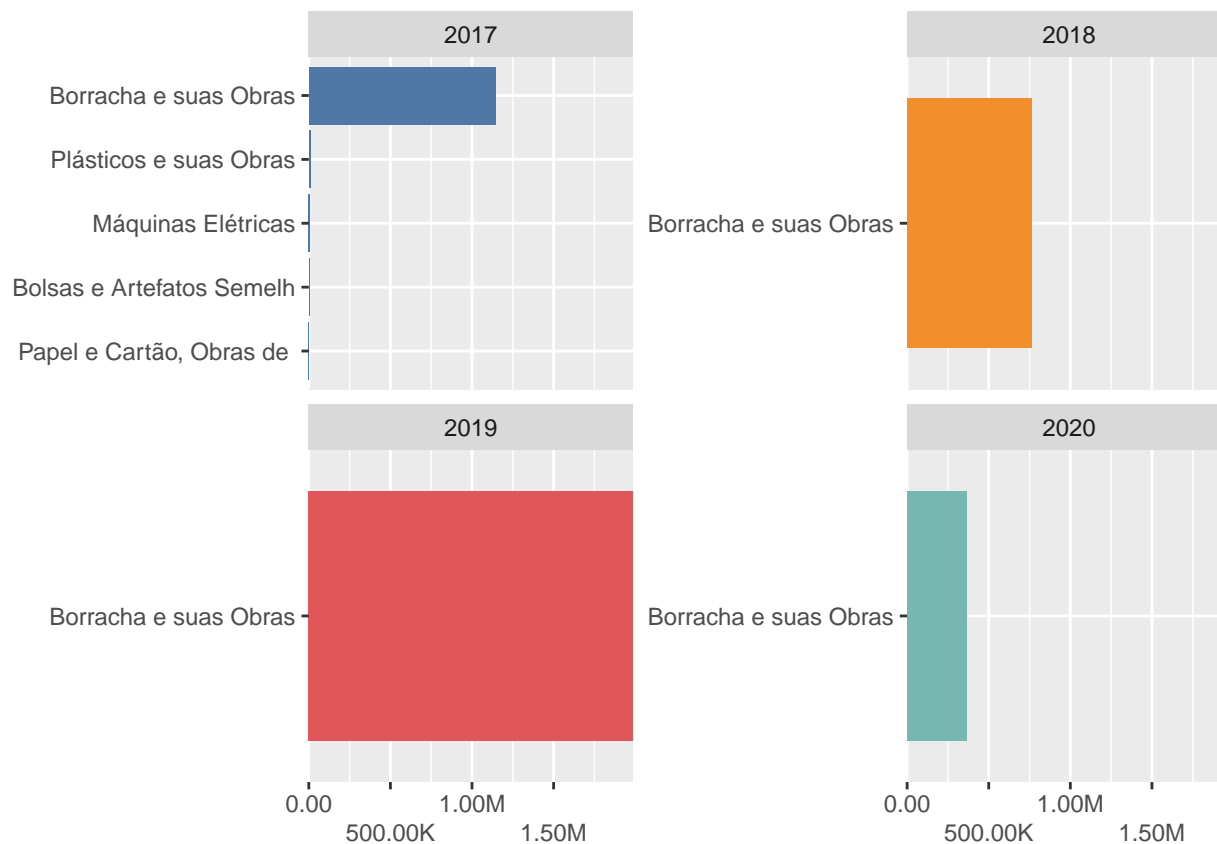 2017
Borracha e suas Obras
Plásticos e suas Obras
Máquinas Elétricas
Bolsas e Artefatos Semelh
Papel e Cartão, Obras de
2018
Borracha e suas Obras
2019
Borracha e suas Obras
0.00
500.00K
1.00M
1.50M
2020
Borracha e suas Obras
0.00
500.00K
1.00M
1.50M